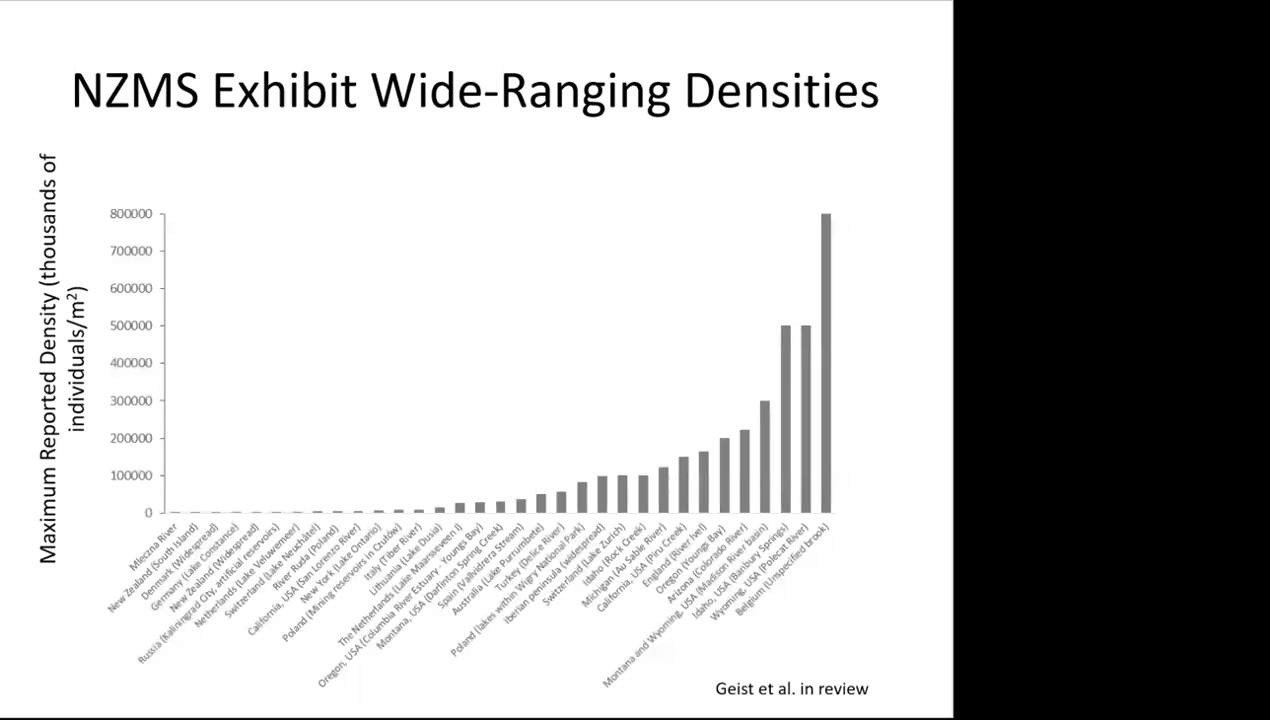 NZMS Exhibit Wide-Ranging Densities
Maximum Reported Density (thousands of
individuals/m²)
800000
700000
600000
500000
400000
300000
200000
100000
0
Mleczna River
New Zealand (South Island)
Denmark (Widespread)
Germany (Lake Constance)
New Zealand (Widespread)
Russia (Kaliningrad City, artificial reservoirs)
Netherlands (Lake Veluwemeer)
Switzerland (Lake Neuchâtel)
River Ruda (Poland)
California, USA (San Lorenzo River)
New York (Lake Ontario)
Poland (Mining reservoirs in Czułów)
Italy (Tiber River)
Lithuania (Lake Dusia)
The Netherlands (Lake Maarsseveen I)
Oregon, USA (Columbia River Estuary - Youngs Bay)
Montana, USA (Darlinton Spring Creek)
Spain (Valvidrera Stream)
Australia (Lake Purrumbete)
Turkey (Delice River)
Poland (lakes within Wigry National Park)
Iberian peninsula (widespread)
Switzerland (Lake Zurich)
Idaho (Rock Creek)
Michigan (Au Sable River)
California, USA (Piru Creek)
England (River Ivel)
Oregon (Youngs Bay)
Arizona (Colorado River)
Montana and Wyoming, USA (Madison River basin)
Idaho, USA (Banbury Springs)
Wyoming, USA (Polecat River)
Belgium (Unspecified brook)
Geist et al. in review